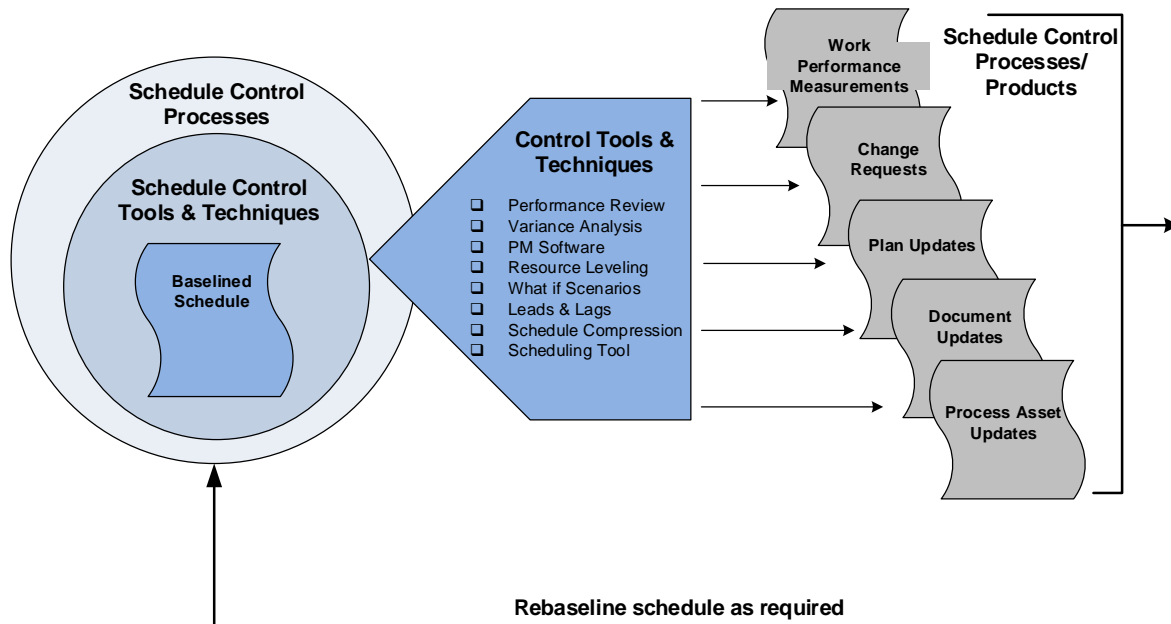 Schedule Control
Processes
Schedule Control
Tools & Techniques
Baselined
Schedule
Control Tools &
Techniques
Performance Review
Variance Analysis
PM Software
Resource Leveling
What if Scenarios
Leads & Lags
Schedule Compression
Scheduling Tool
Work
Performance
Measurements
Change
Requests
Plan Updates
Document
Updates
Process Asset
Updates
Schedule Control
Processes/
Products
Rebaseline schedule as required